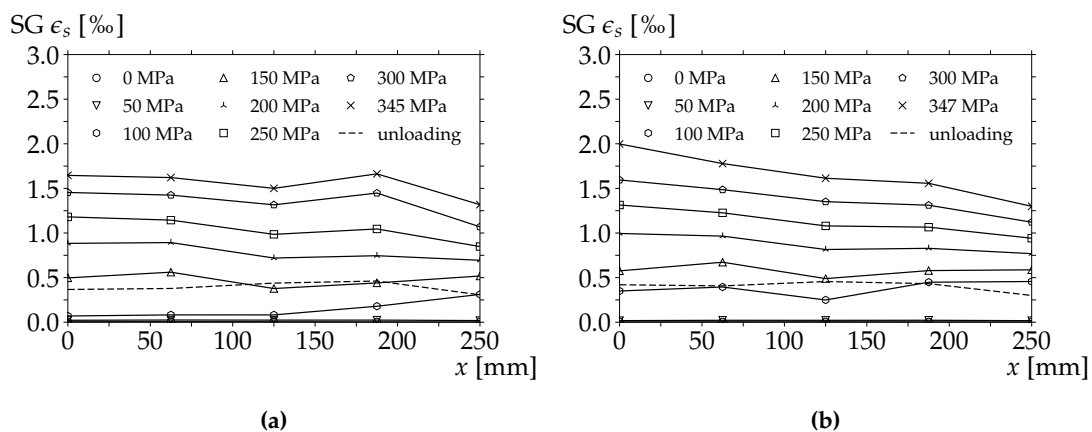 SG ϵs [‰]
3.0
2.5
2.0
1.5
1.0
0.5
0.0
0 MPa 150 MPa 300 MPa
50 MPa 200 MPa 345 MPa
100 MPa 250 MPa unloading
0 50 100 150 200 250
x [mm]
(a)
SG ϵs [‰]
3.0
2.5
2.0
1.5
1.0
0.5
0.0
0 MPa 150 MPa 300 MPa
50 MPa 200 MPa 347 MPa
100 MPa 250 MPa unloading
0 50 100 150 200 250
x [mm]
(b)